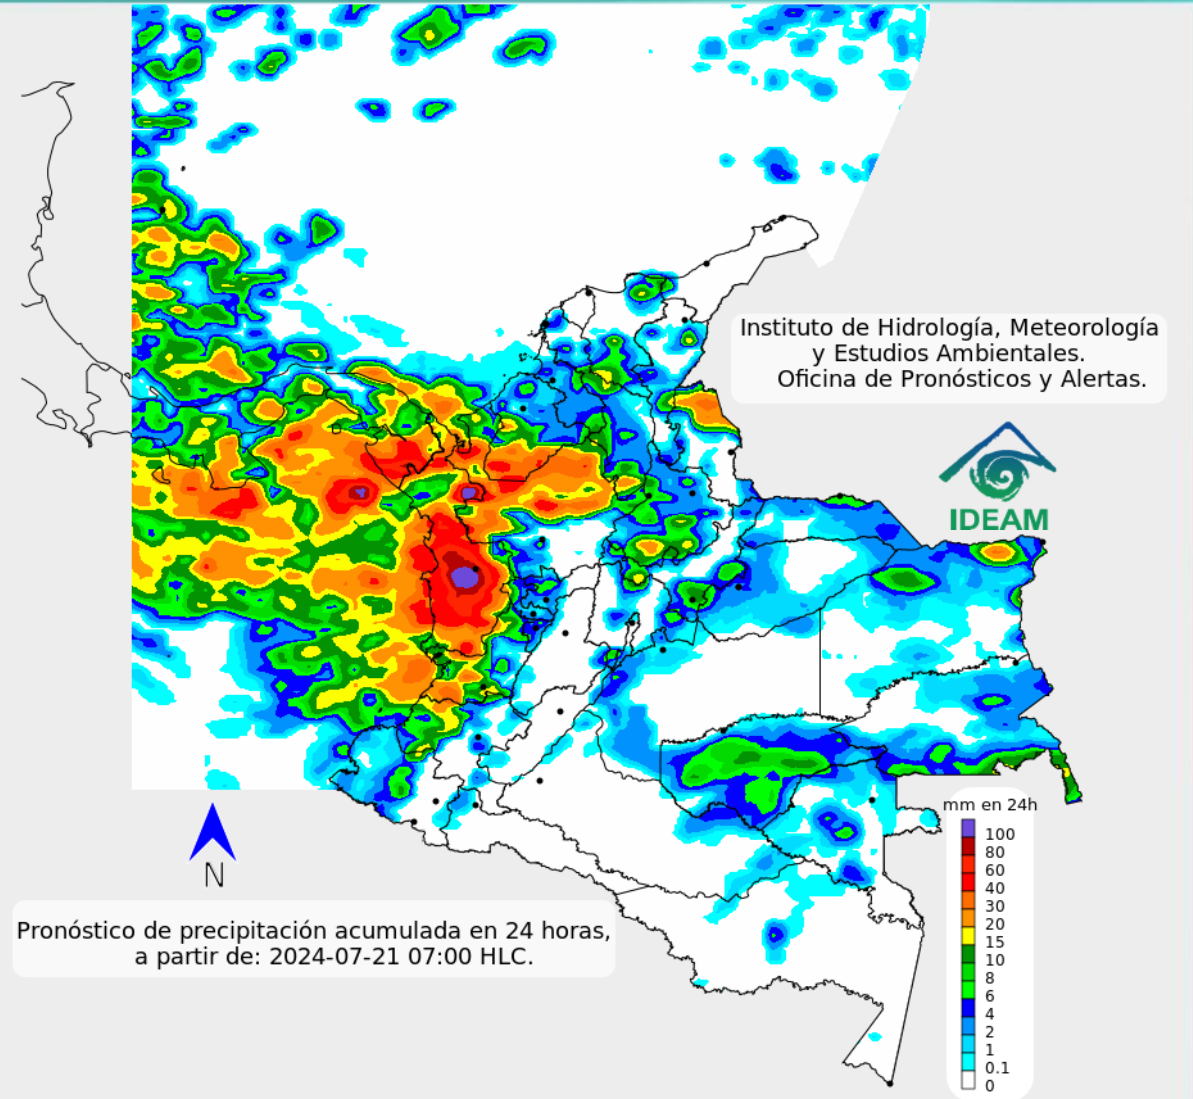 Instituto de Hidrología, Meteorología
y Estudios Ambientales.
Oficina de Pronósticos y Alertas.
IDEAM
mm en 24h
100
80
60
40
30
20
15
10
8
6
4
2
1
0.1
0
N
Pronóstico de precipitación acumulada en 24 horas,
a partir de: 2024-07-21 07:00 HLC.